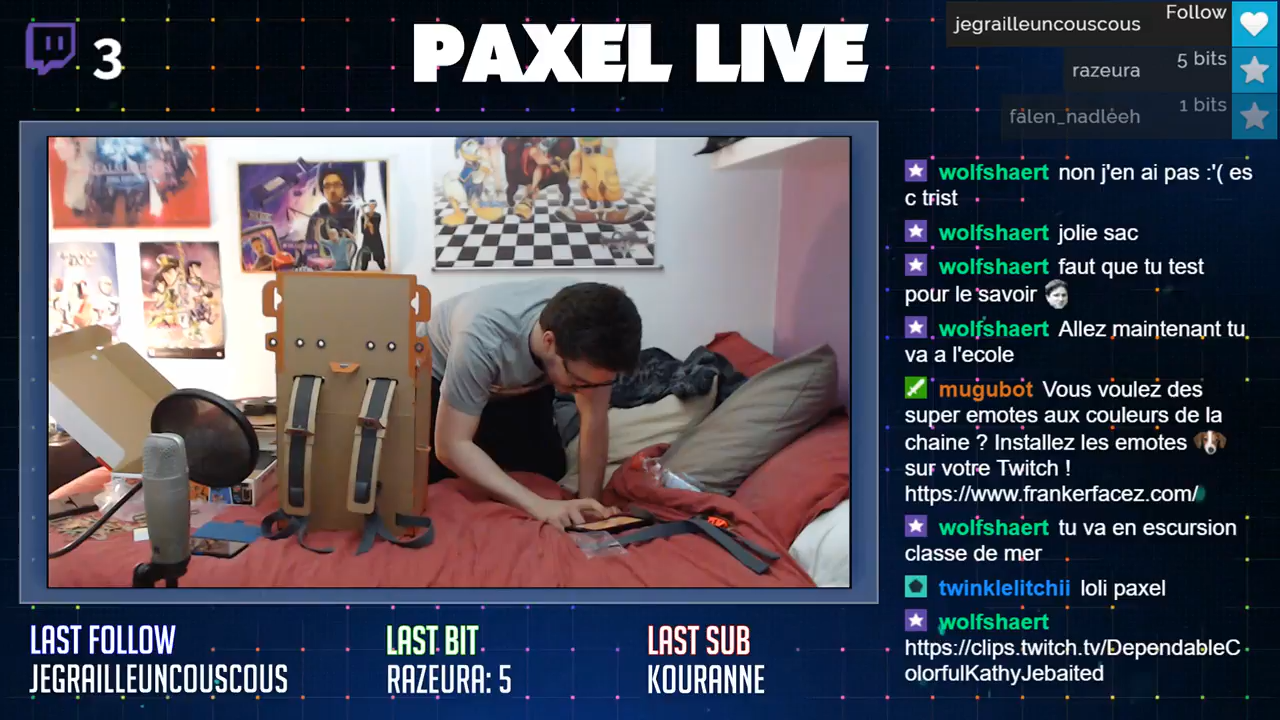 3
PAXEL LIVE
jegrailleuncouscous Follow
razeura 5 bits
fálen_nadléeh 1 bits
wolfshaert non j'en ai pas :'( es
c trist
wolfshaert jolie sac
wolfshaert faut que tu test
pour le savoir
wolfshaert Allez maintenant tu
va a l'ecole
mugubot Vous voulez des
super emotes aux couleurs de la
chaine ? Installez les emotes
sur votre Twitch !
https://www.frankerfacez.com/
wolfshaert tu va en escursion
classe de mer
twinklelitchii loli paxel
wolfshaert
https://clips.twitch.tv/DependableC
olorfulKathyJebaited
LAST FOLLOW
JEGRAILLEUNCOUSCOUS
LAST BIT
RAZEURA: 5
LAST SUB
KOURANNE